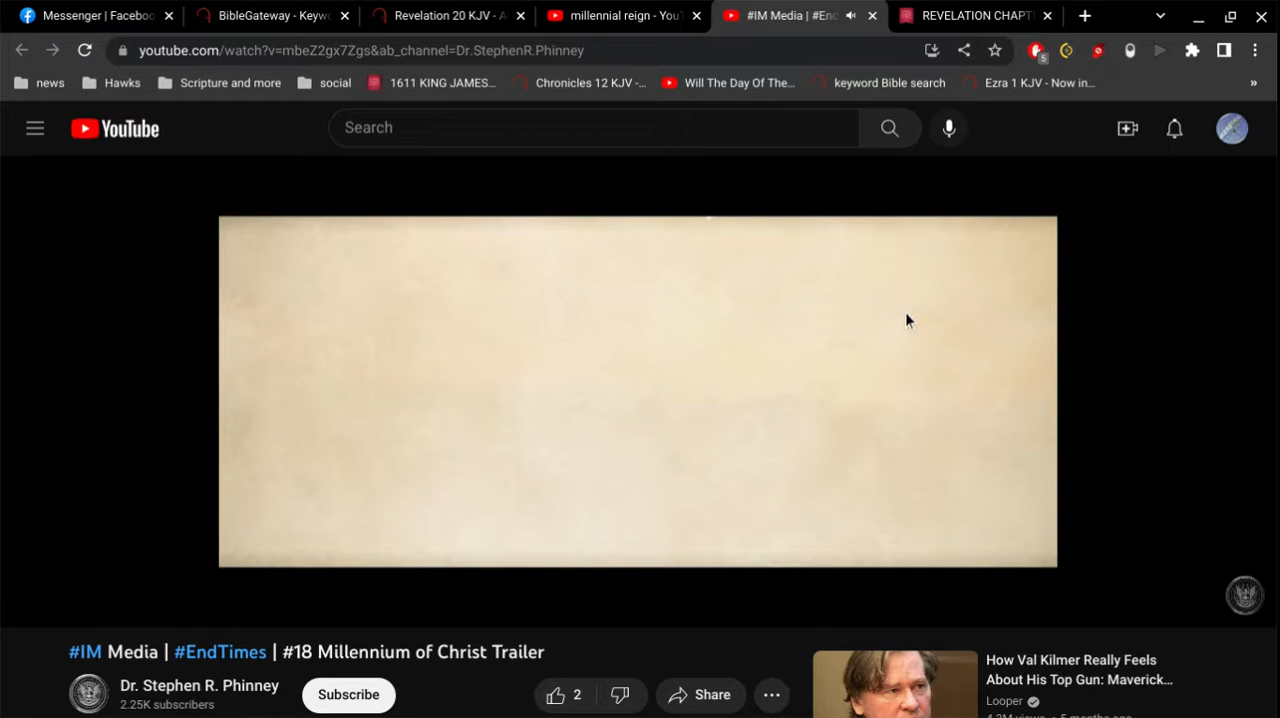 Messenger | Faceboo
BibleGateway - Keyw
Revelation 20 KJV - A
millennial reign - YouT
#IM Media | #End
REVELATION CHAPT
youtube.com/watch?v=mbeZ2gx7Zgs&ab_channel=Dr.StephenR.Phinney
5
news
Hawks
Scripture and more
social
1611 KING JAMES...
Chronicles 12 KJV -...
Will The Day Of The...
keyword Bible search
Ezra 1 KJV - Now in...
»
YouTube
Search
#IM Media | #EndTimes | #18 Millennium of Christ Trailer
Dr. Stephen R. Phinney
2.25K subscribers
Subscribe
2
Share
How Val Kilmer Really Feels
About His Top Gun: Maverick...
Looper